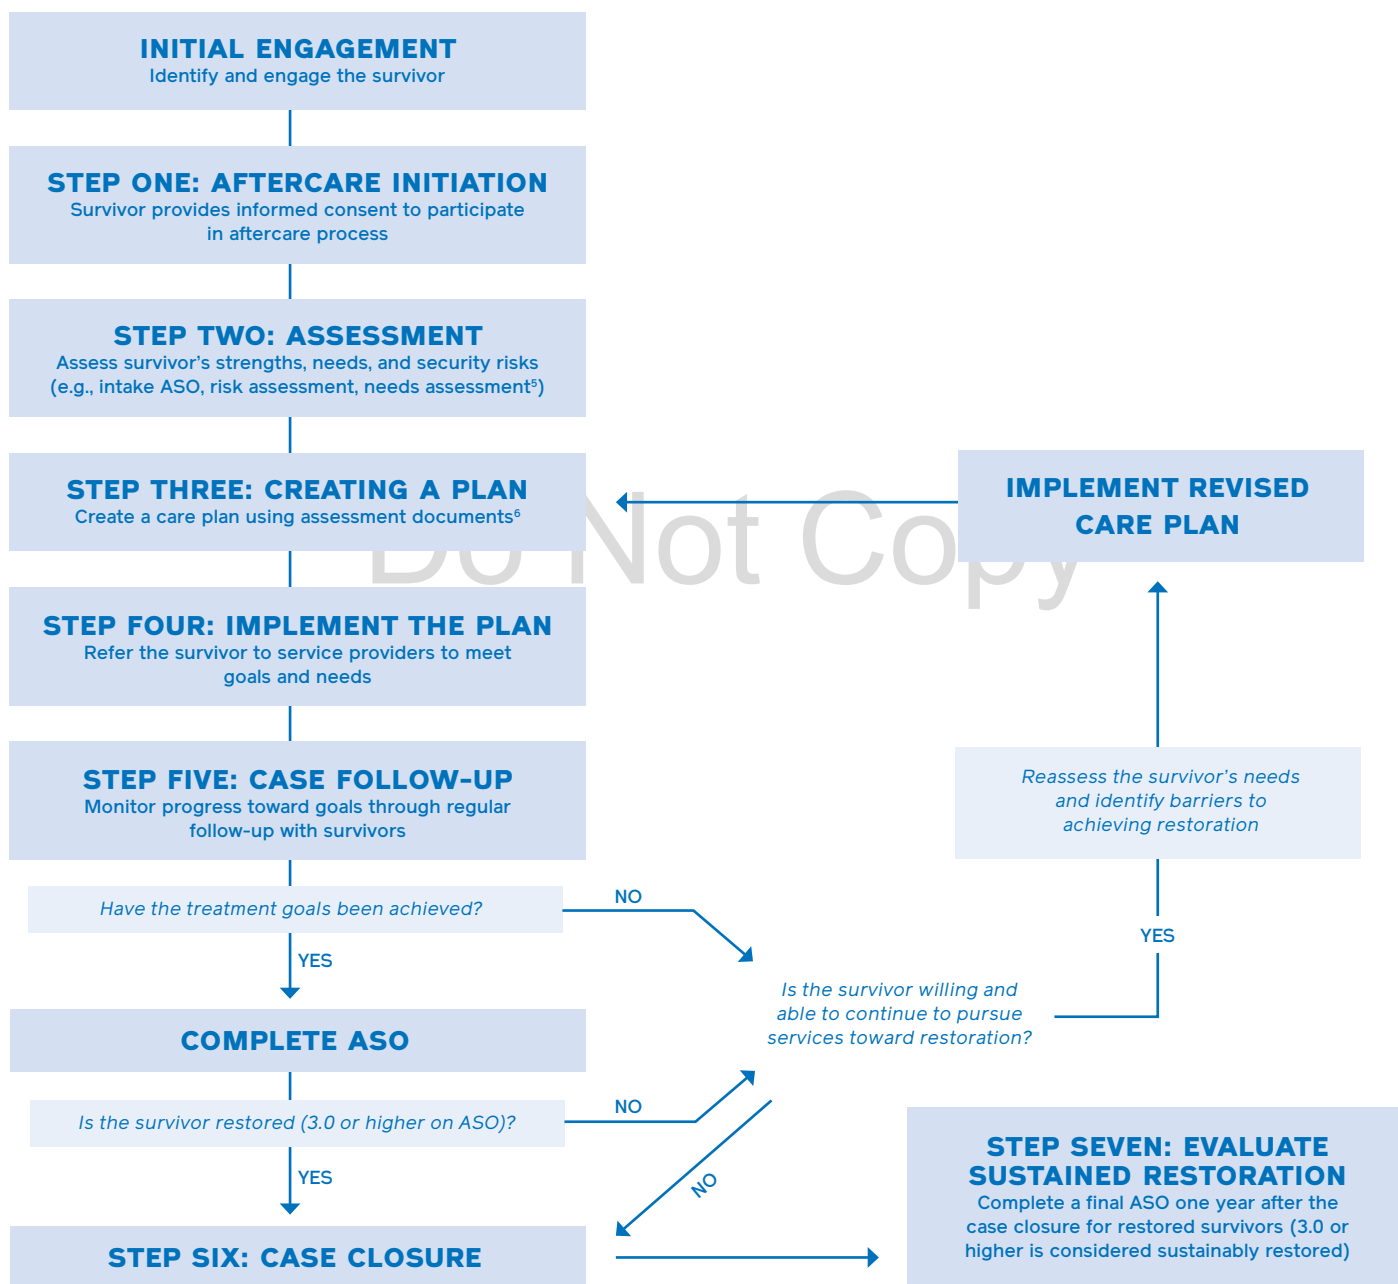 INITIAL ENGAGEMENT
Identify and engage the survivor
STEP ONE: AFTERCARE INITIATION
Survivor provides informed consent to participate
in aftercare process
STEP TWO: ASSESSMENT
Assess survivor's strengths, needs, and security risks
(e.g., intake ASO, risk assessment, needs assessment⁵)
STEP THREE: CREATING A PLAN
Create a care plan using assessment documents⁶
IMPLEMENT REVISED
CARE PLAN
Do Not Copy
STEP FOUR: IMPLEMENT THE PLAN
Refer the survivor to service providers to meet
goals and needs
STEP FIVE: CASE FOLLOW-UP
Monitor progress toward goals through regular
follow-up with survivors
Reassess the survivor's needs
and identify barriers to
achieving restoration
Have the treatment goals been achieved?
NO
YES
YES
Is the survivor willing and
able to continue to pursue
services toward restoration?
COMPLETE ASO
Is the survivor restored (3.0 or higher on ASO)?
NO
YES
NO
STEP SIX: CASE CLOSURE
STEP SEVEN: EVALUATE
SUSTAINED RESTORATION
Complete a final ASO one year after the
case closure for restored survivors (3.0 or
higher is considered sustainably restored)